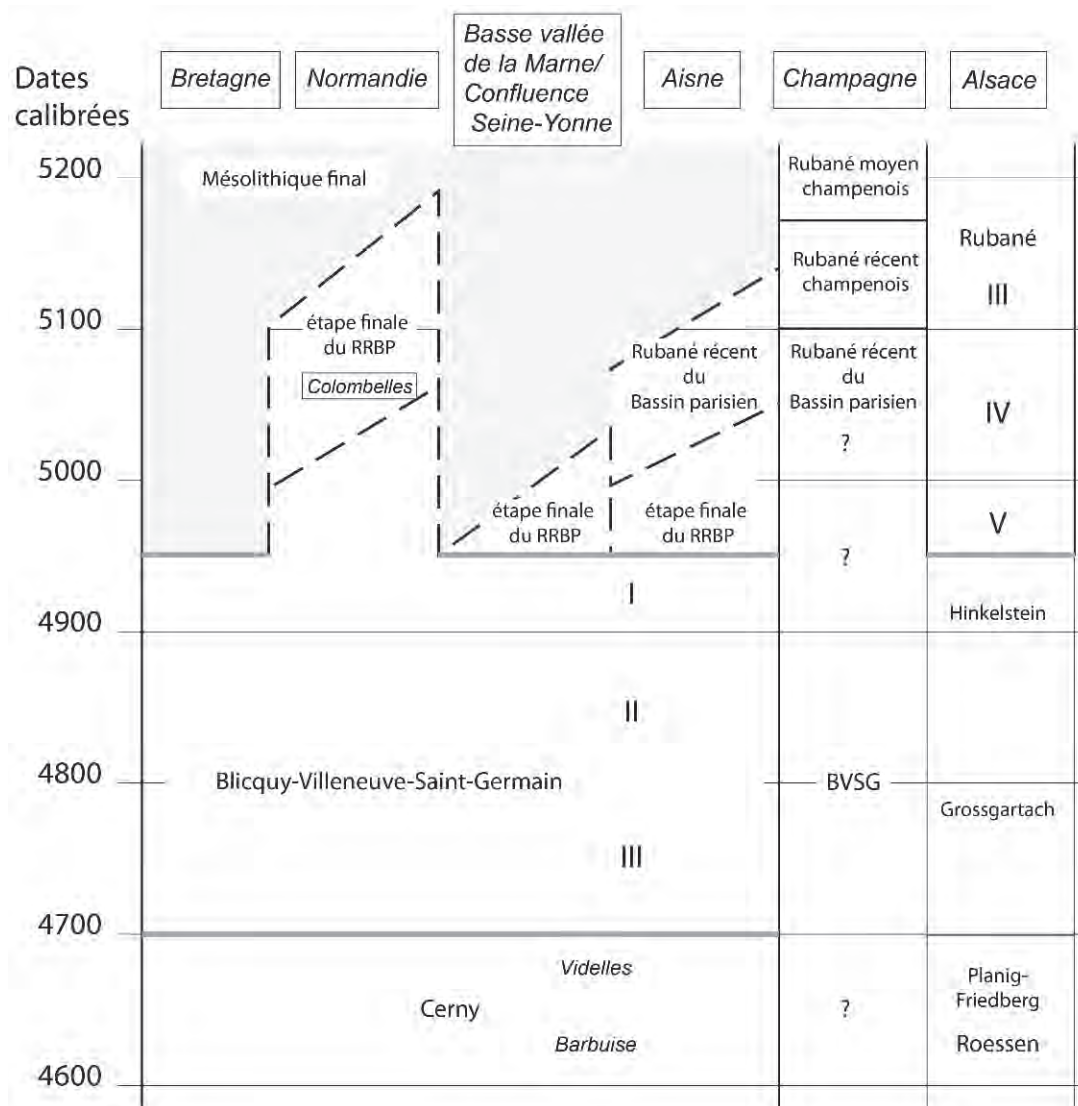 Dates
calibrées
Bretagne
Normandie
Basse vallée
de la Marne/
Confluence
Seine-Yonne
Aisne
Champagne
Alsace
5200
Mésolithique final
Rubané moyen
champenois
Rubané
Rubané récent
champenois
III
5100
étape finale
du RRBP
Colombelles
Rubané récent
du
Bassin parisien
Rubané récent
du
Bassin parisien
?
IV
5000
étape finale
du RRBP
étape finale
du RRBP
V
?
I
Hinkelstein
4900
II
4800
Blicquy-Villeneuve-Saint-Germain
BVSG
Grossgartach
III
4700
Videlles
Cerny
Barbuise
?
Planig-
Friedberg
Roessen
4600